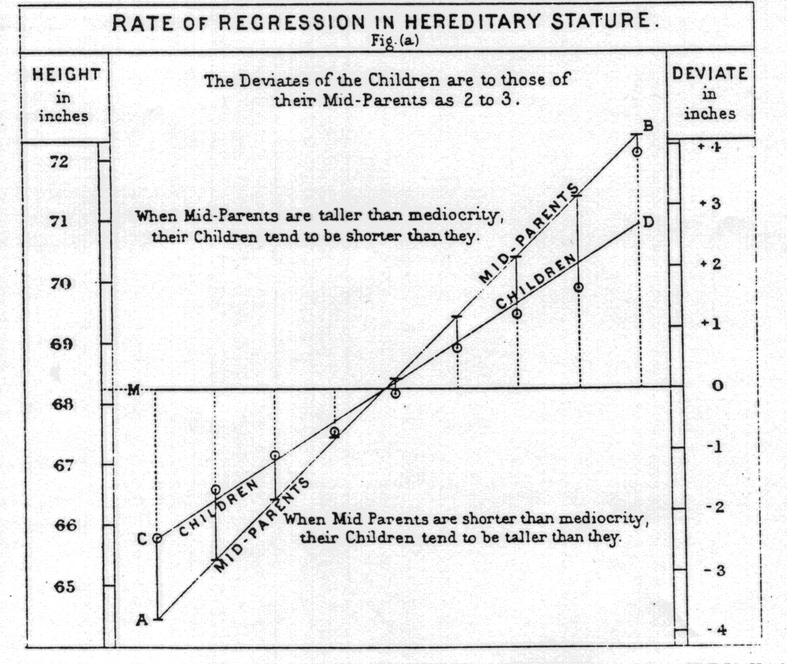 RATE OF REGRESSION IN HEREDITARY STATURE.
Fig. (a)
HEIGHT
in
inches
The Deviates of the Children are to those of
their Mid-Parents as 2 to 3.
DEVIATE
in
inches
When Mid-Parents are taller than mediocrity,
their Children tend to be shorter than they.
MID-PARENTS
CHILDREN
B
D
72
71
70
69
M
68
67
66
65
+4
+3
+2
+1
0
-1
-2
-3
-4
CHILDREN
MID-PARENTS
C
A
When Mid Parents are shorter than mediocrity,
their Children tend to be taller than they.